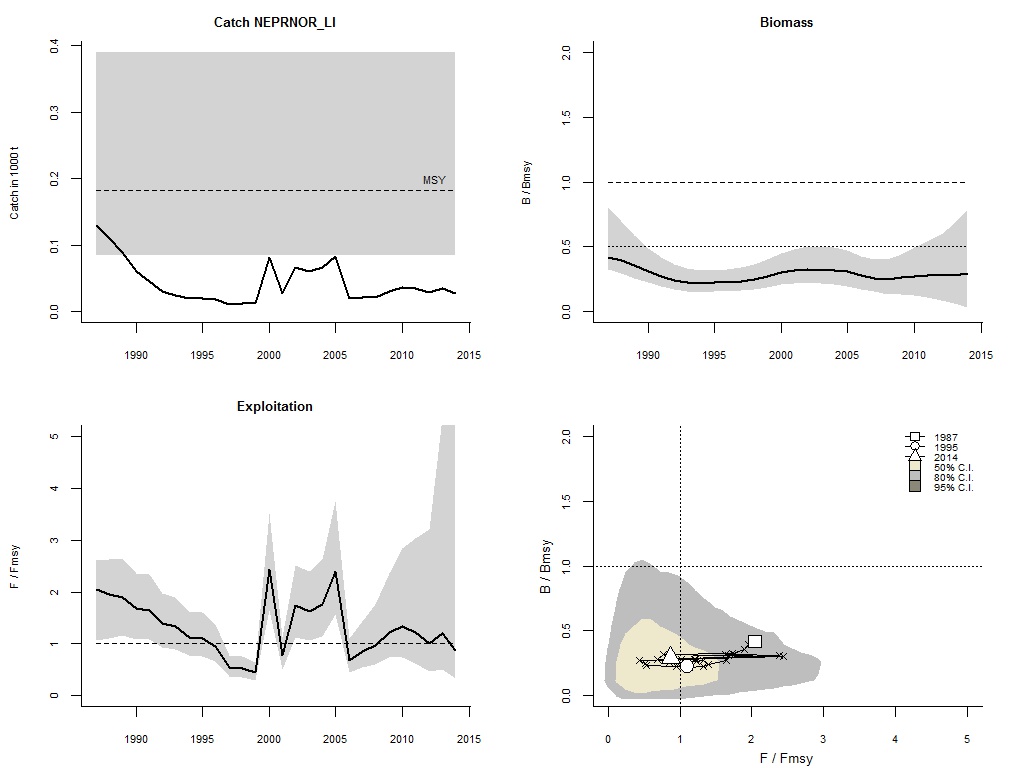 Catch NEPRNOR_LI
Catch in 1000 t
0.4
0.3
0.2
0.1
0.0
MSY
1990 1995 2000 2005 2010 2015
Biomass
B / Bmsy
2.0
1.5
1.0
0.5
0.0
1990 1995 2000 2005 2010 2015
Exploitation
F / Fmsy
5
4
3
2
1
0
1990 1995 2000 2005 2010 2015
B / Bmsy
2.0
1.5
1.0
0.5
0.0
1987
1995
2014
50% C.I.
80% C.I.
95% C.I.
0 1 2 3 4 5
F / Fmsy